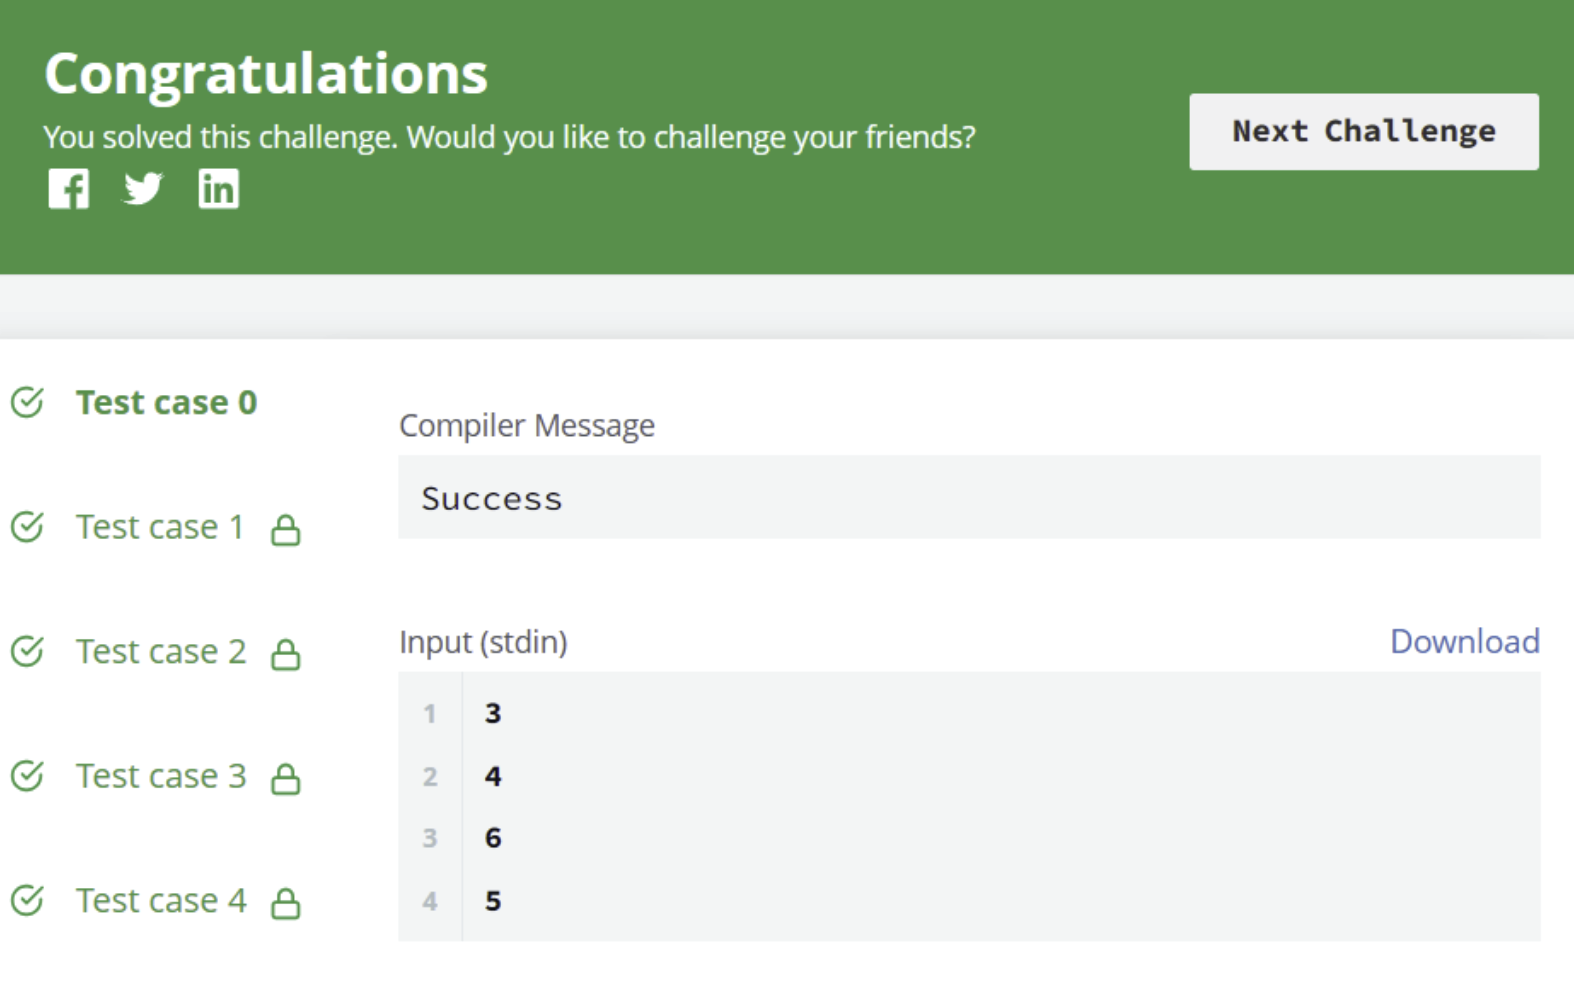 Congratulations
You solved this challenge. Would you like to challenge your friends?
Next Challenge
Test case 0
Test case 1
Test case 2
Test case 3
Test case 4
Compiler Message
Success
Input (stdin)
Download
1 3
2 4
3 6
4 5